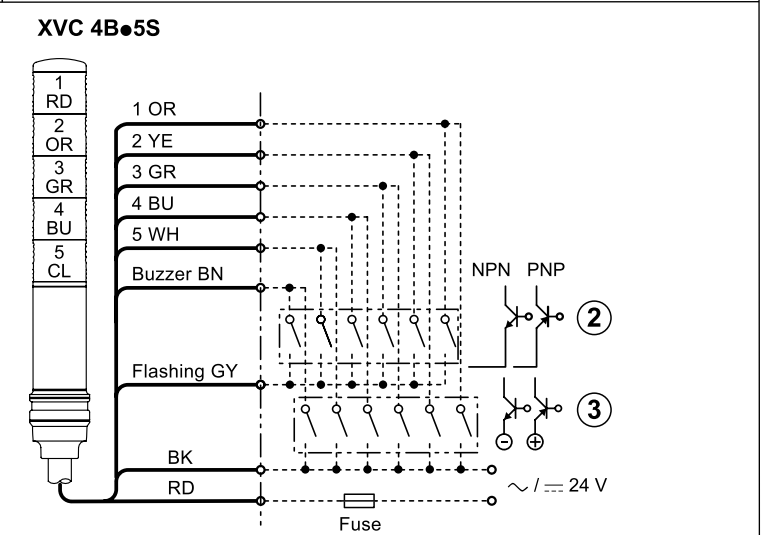 XVC 4B●5S
1
RD
2
OR
3
GR
4
BU
5
CL
1 OR
2 YE
3 GR
4 BU
5 WH
Buzzer BN
Flashing GY
BK
RD
Fuse
NPN PNP
2
3
− +
~ / ⎓ 24 V